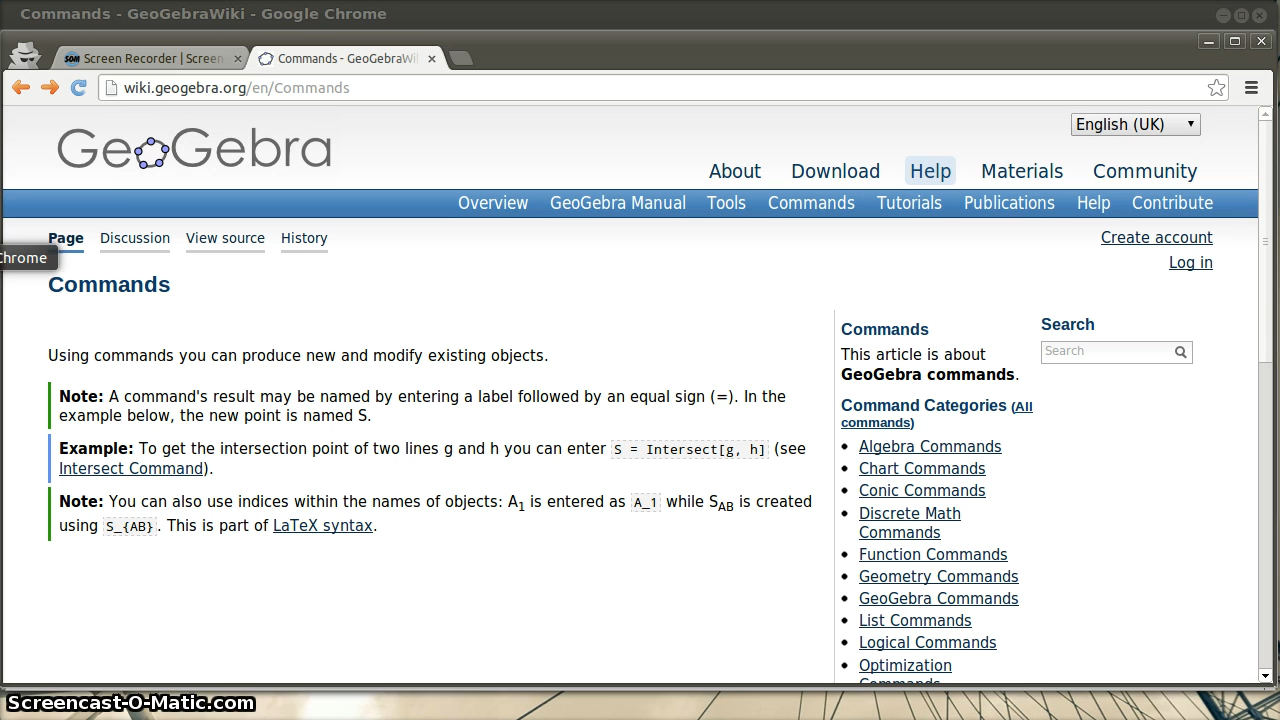 Commands - GeoGebraWiki - Google Chrome
SOM Screen Recorder | Screen
Commands - GeoGebraWi
wiki.geogebra.org/en/Commands
English (UK)
GeoGebra
About Download Help Materials Community
Overview GeoGebra Manual Tools Commands Tutorials Publications Help Contribute
Page Discussion View source History
Create account
Chrome
Log in
Commands
Using commands you can produce new and modify existing objects.
Note: A command's result may be named by entering a label followed by an equal sign (=). In the
example below, the new point is named S.
Example: To get the intersection point of two lines g and h you can enter S = Intersect[g, h] (see
Intersect Command).
Note: You can also use indices within the names of objects: A1 is entered as A_1 while SAB is created
using S_{AB}. This is part of LaTeX syntax.
Commands
This article is about
GeoGebra commands.
Command Categories (All
commands)
Algebra Commands
Chart Commands
Conic Commands
Discrete Math
Commands
Function Commands
Geometry Commands
GeoGebra Commands
List Commands
Logical Commands
Optimization
Commands
Search
Search
Screencast-O-Matic.com